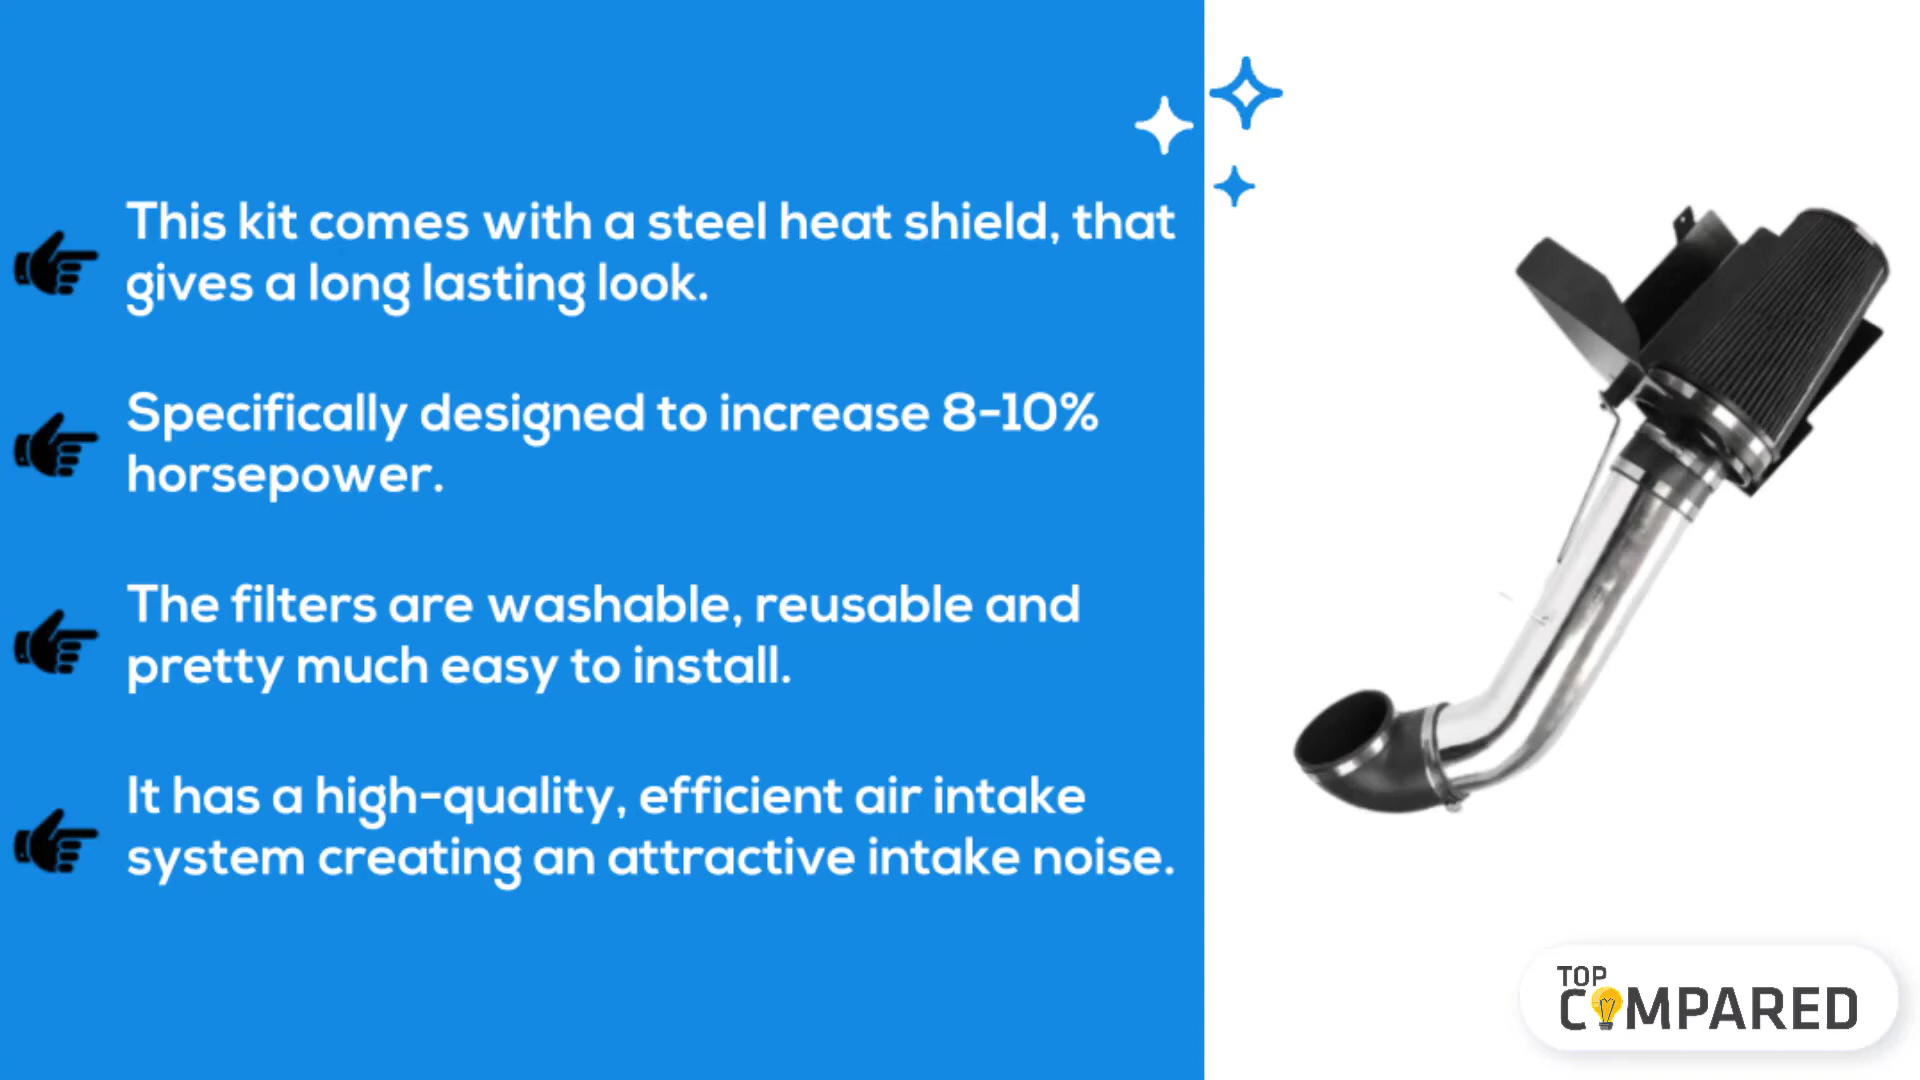 This kit comes with a steel heat shield, that
gives a long lasting look.
Specifically designed to increase 8-10%
horsepower.
The filters are washable, reusable and
pretty much easy to install.
It has a high-quality, efficient air intake
system creating an attractive intake noise.
TOP
COMPARED